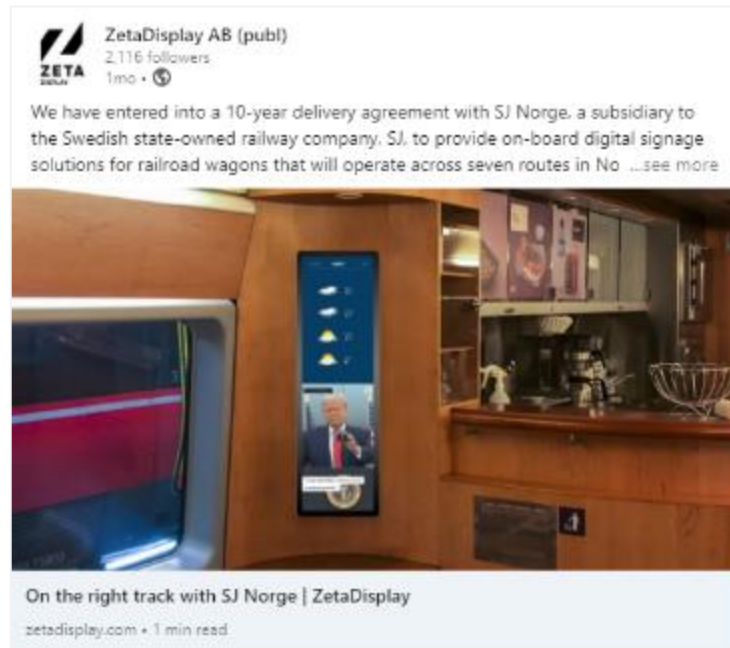 ZETA
DISPLAY
ZetaDisplay AB (publ)
2,116 followers
1mo •
We have entered into a 10-year delivery agreement with SJ Norge, a subsidiary to
the Swedish state-owned railway company, SJ, to provide on-board digital signage
solutions for railroad wagons that will operate across seven routes in No ...see more
On the right track with SJ Norge | ZetaDisplay
zetadisplay.com • 1 min read